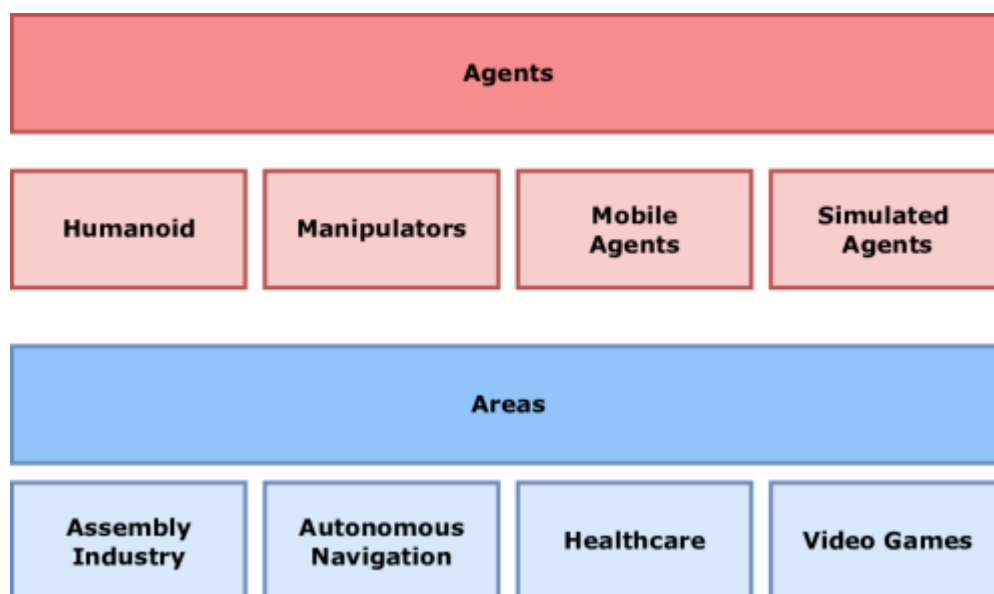 Agents
Humanoid
Manipulators
Mobile
Agents
Simulated
Agents
Areas
Assembly
Industry
Autonomous
Navigation
Healthcare
Video Games